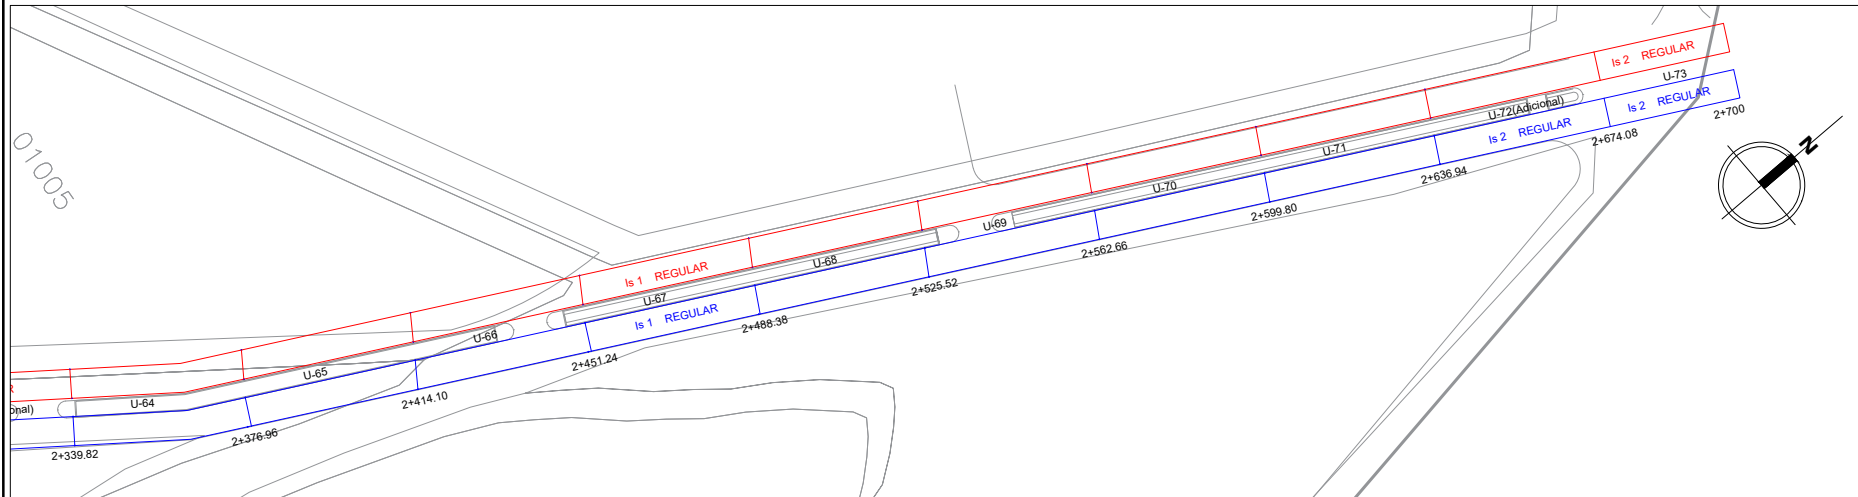 01005
R
onal)
U-64
2+339.82
U-65
2+376.96
U-66
2+414.10
Is 1 REGULAR
U-67
Is 1 REGULAR
2+451.24
U-68
2+488.38
U-69
2+525.52
U-70
2+562.66
U-71
2+599.80
U-72(Adicional)
Is 2 REGULAR
2+636.94
Is 2 REGULAR
U-73
Is 2 REGULAR
2+674.08
2+700
N